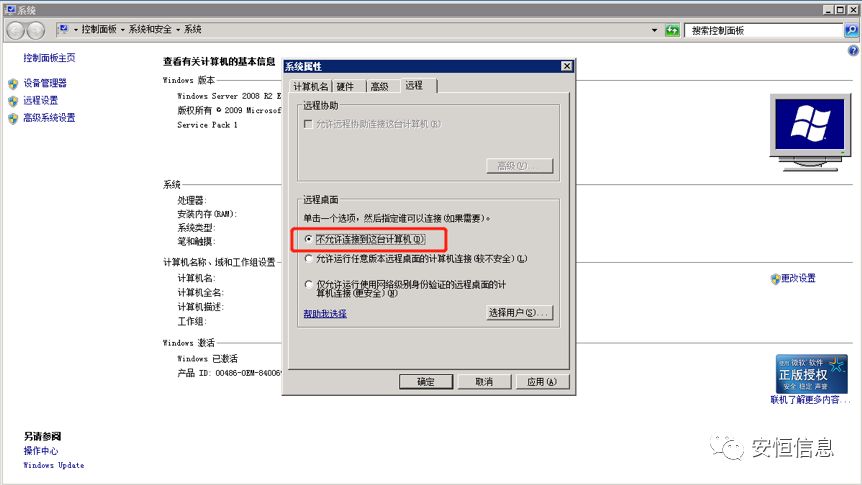 系统
控制面板 系统和安全 系统
搜索控制面板
控制面板主页
设备管理器
远程设置
高级系统设置
查看有关计算机的基本信息
Windows 版本
Windows Server 2008 R2 E
版权所有 © 2009 Microsof
Service Pack 1
系统
处理器:
安装内存(RAM):
系统类型:
笔和触摸:
计算机名称、域和工作组设置
计算机名:
计算机全名:
计算机描述:
工作组:
更改设置
Windows 激活
Windows 已激活
产品 ID: 00486-OEM-84006
使用 微软 软件
正版授权
安全 稳定 声誉
联机了解更多内容...
另请参阅
操作中心
Windows Update
系统属性
计算机名 硬件 高级 远程
远程协助
允许远程协助连接这台计算机(R)
高级(V)...
远程桌面
单击一个选项，然后指定谁可以连接(如果需要)。
不允许连接到这台计算机(D)
允许运行任意版本远程桌面的计算机连接(较不安全)(L)
仅允许运行使用网络级别身份验证的远程桌面的计
算机连接(更安全)(N)
帮助我选择
选择用户(S)...
确定 取消 应用(A)
安恒信息